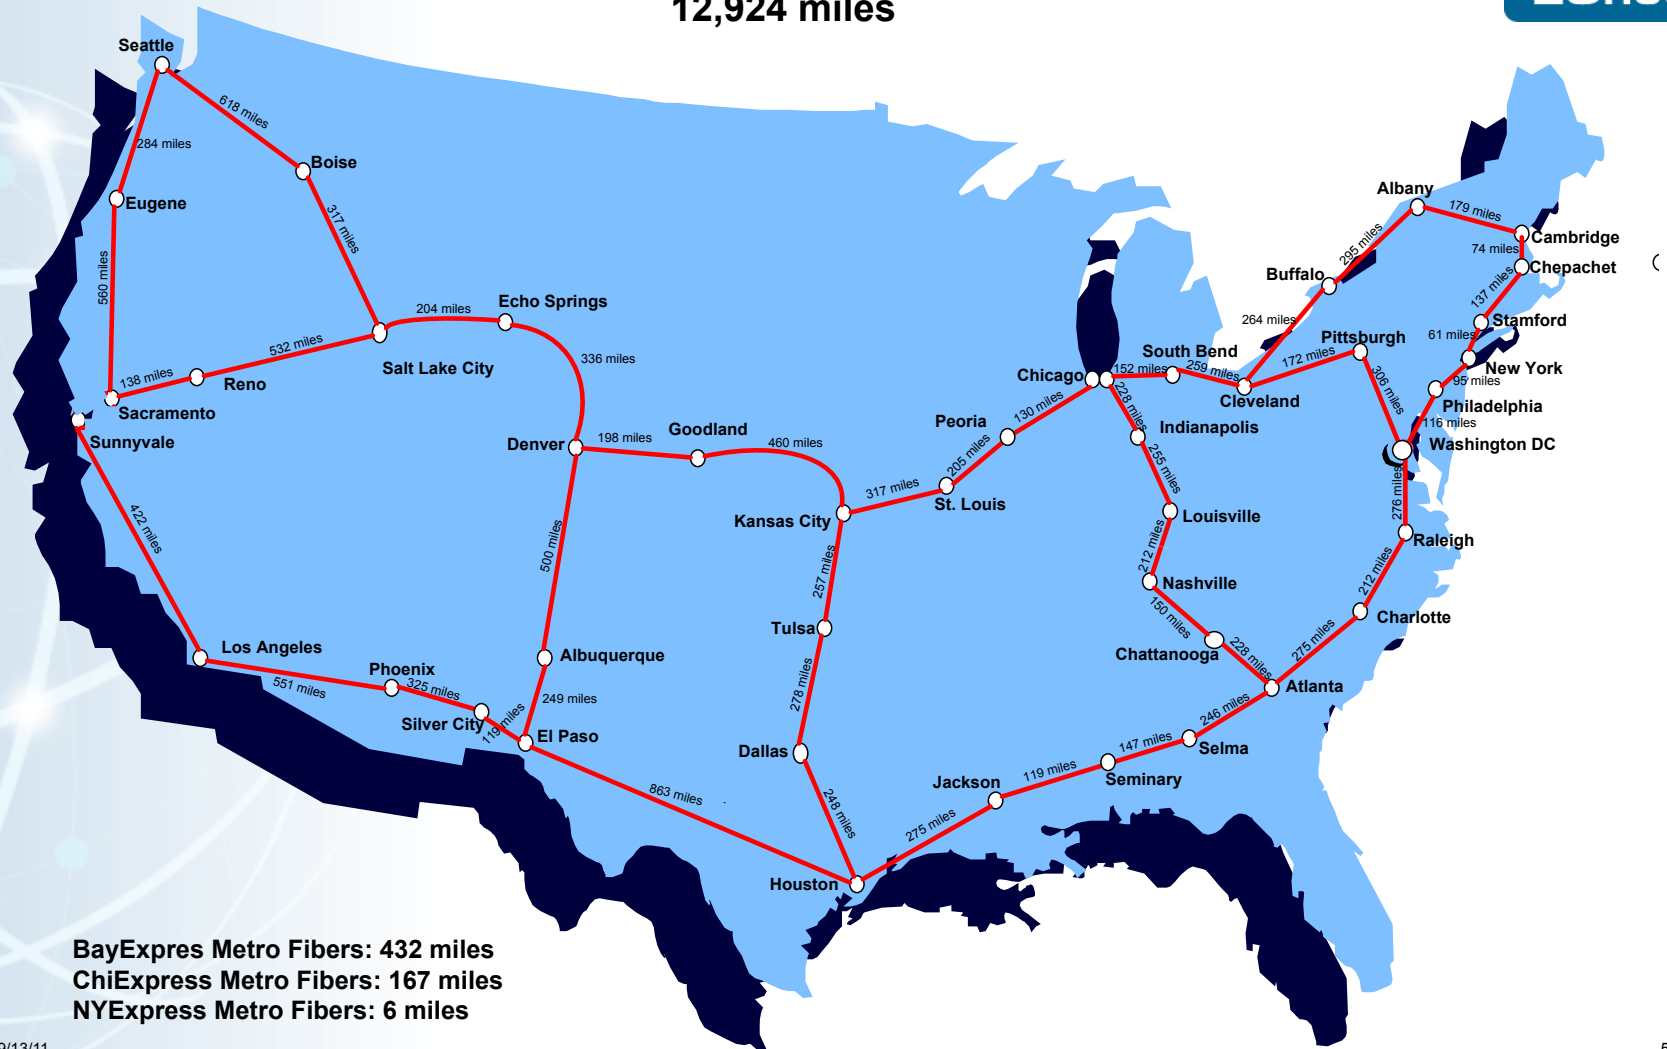 12,924 miles
Seattle
618 miles
284 miles
Boise
Eugene
317 miles
560 miles
204 miles
Echo Springs
532 miles
336 miles
Salt Lake City
138 miles
Reno
Sacramento
Sunnyvale
Denver
198 miles
Goodland
460 miles
Kansas City
317 miles
St. Louis
205 miles
Peoria
130 miles
Chicago
152 miles
South Bend
259 miles
Cleveland
264 miles
Buffalo
295 miles
Albany
179 miles
Cambridge
74 miles
Chepachet
137 miles
Stamford
61 miles
New York
95 miles
Philadelphia
116 miles
Washington DC
Pittsburgh
172 miles
306 miles
228 miles
Indianapolis
255 miles
Louisville
212 miles
Nashville
150 miles
Chattanooga
228 miles
276 miles
Raleigh
212 miles
Charlotte
275 miles
Atlanta
246 miles
Selma
147 miles
Seminary
119 miles
Jackson
275 miles
Houston
248 miles
Dallas
278 miles
Tulsa
257 miles
500 miles
Albuquerque
249 miles
El Paso
863 miles
422 miles
Los Angeles
551 miles
Phoenix
325 miles
Silver City
119 miles
BayExpres Metro Fibers: 432 miles
ChiExpress Metro Fibers: 167 miles
NYExpress Metro Fibers: 6 miles
9/13/11